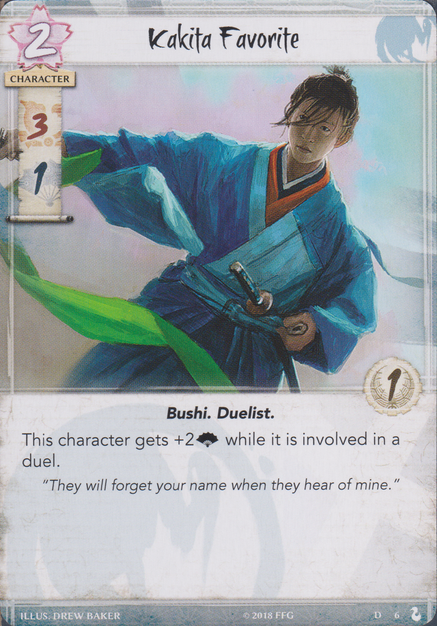 2
Kakita Favorite
CHARACTER
3
1
1
Bushi. Duelist.
This character gets +2 while it is involved in a
duel.
“They will forget your name when they hear of mine.”
ILLUS. DREW BAKER © 2018 FFG D 6